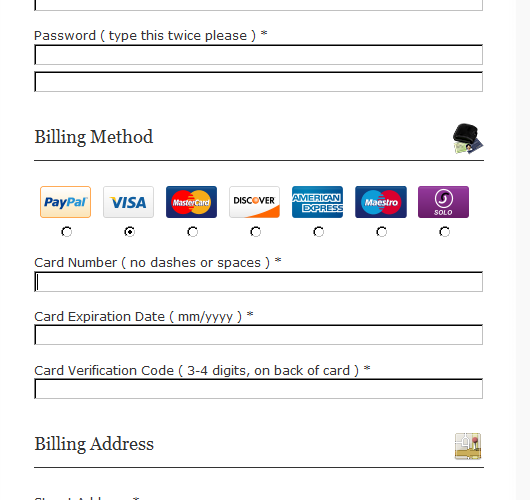 Password ( type this twice please ) *
Billing Method
PayPal VISA MasterCard DISCOVER AMERICAN EXPRESS Maestro SOLO
Card Number ( no dashes or spaces ) *
Card Expiration Date ( mm/yyyy ) *
Card Verification Code ( 3-4 digits, on back of card ) *
Billing Address